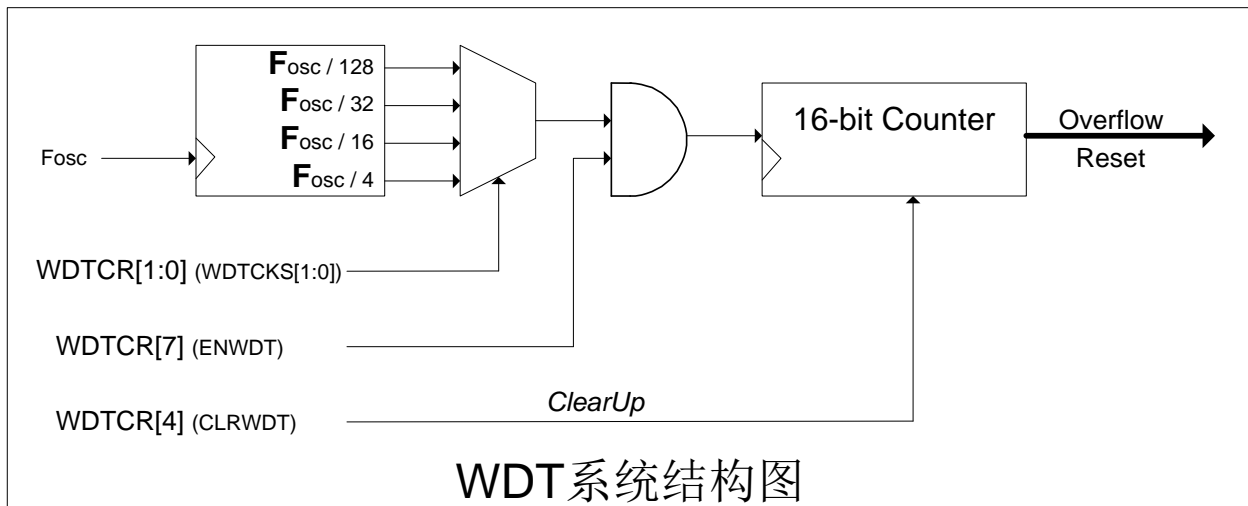 Fosc / 128
Fosc / 32
Fosc / 16
Fosc / 4
Fosc
16-bit Counter
Overflow
Reset
WDTCR[1:0] (WDTCKS[1:0])
WDTCR[7] (ENWDT)
WDTCR[4] (CLRWDT)
ClearUp
WDT系统结构图